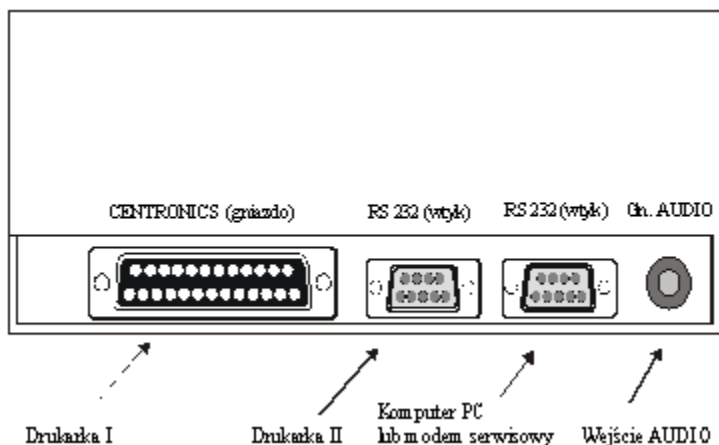 CENTRONICS (gniazdo)
RS 232 (wtyk)
RS 232 (wtyk)
Gn. AUDIO
Drukarka I
Drukarka II
Komputer PC
lub modem serwisowy
Wejście AUDIO